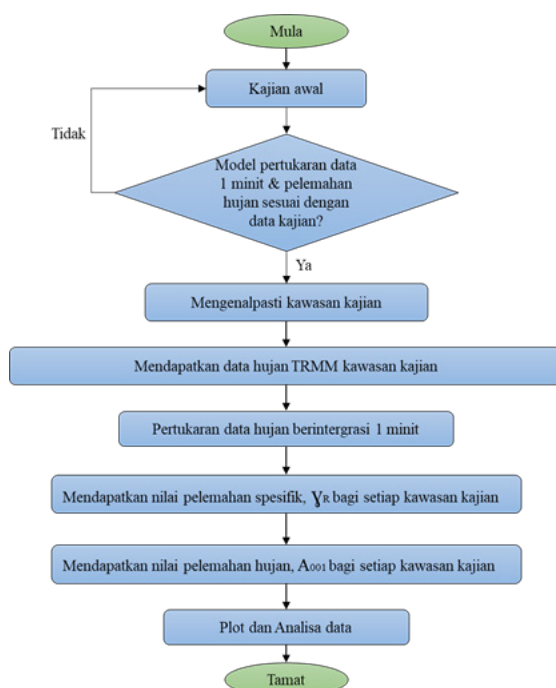 Mula
Kajian awal
Tidak
Model pertukaran data
1 minit & pelemahan
hujan sesuai dengan
data kajian?
Ya
Mengenalpasti kawasan kajian
Mendapatkan data hujan TRMM kawasan kajian
Pertukaran data hujan berintergrasi 1 minit
Mendapatkan nilai pelemahan spesifik, ƔR bagi setiap kawasan kajian
Mendapatkan nilai pelemahan hujan, A001 bagi setiap kawasan kajian
Plot dan Analisa data
Tamat